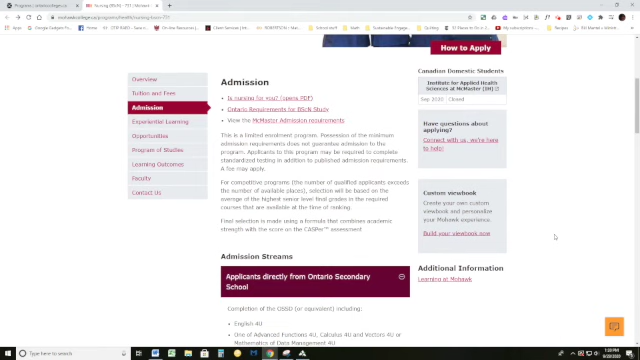 Nursing (BScN) - 773
How to Apply
Overview
Tuition and Fees
Admission
Experiential Learning
Opportunities
Program of Studies
Learning Outcomes
Faculty
Contact Us
Admission
Is nursing for you? (opens PDF)
Ontario Requirements for BScN Study
View the McMaster Admission requirements
This is a limited enrolment program. Possession of the minimum
admission requirements does not guarantee admission to the
program. Applicants to this program may be required to complete
standardized testing in addition to published admission requirements.
A fee may apply.
For competitive programs (the number of qualified applicants exceeds
the number of available places), selection will be based on the
average of the highest senior level final grades in the required
courses that are available at the time of ranking.
Final selection is made using a formula that combines academic
strength with the score on the CASPer™ assessment
Admission Streams
Applicants directly from Ontario Secondary
School
Completion of the OSSD (or equivalent) including:
English 4U
One of Advanced Functions 4U, Calculus and Vectors 4U or
Mathematics of Data Management 4U
Canadian Domestic Students
Institute for Applied Health
Sciences at McMaster (IH)
Sep 2020 Closed
Have questions about
applying?
Connect with us, we're here
to help!
Custom viewbook
Create your own custom
viewbook and personalize
your Mohawk experience.
Build your viewbook now
Additional Information
Learning at Mohawk
Type here to search